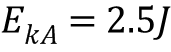 E_{kA} = 2.5J